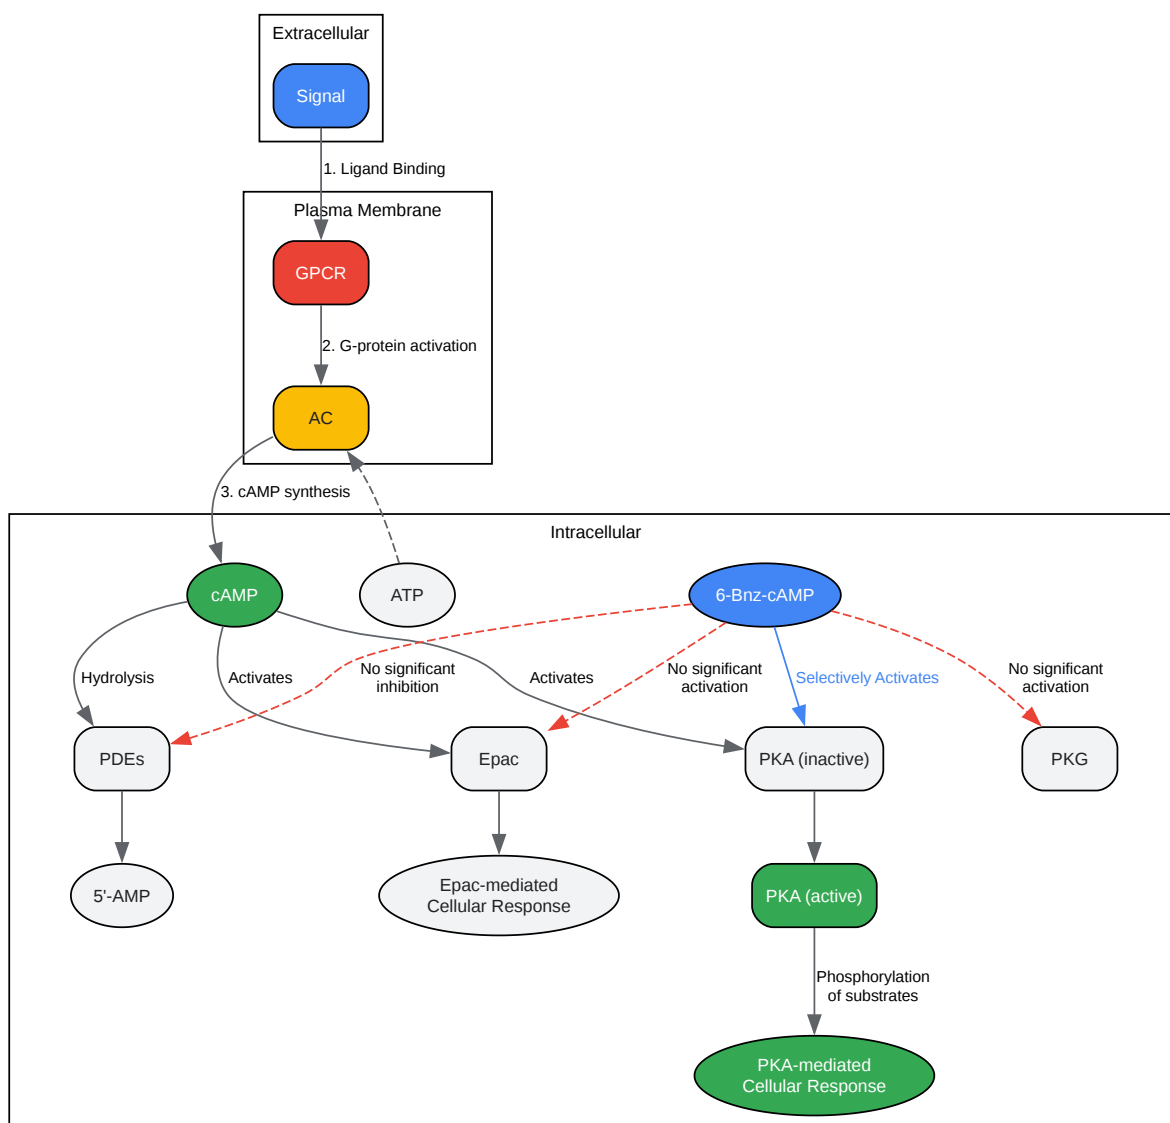 Extracellular
Signal
1. Ligand Binding
Plasma Membrane
GPCR
2. G-protein activation
AC
3. cAMP synthesis
Intracellular
cAMP
ATP
6-Bnz-cAMP
Hydrolysis
Activates
No significant
inhibition
Activates
No significant
activation
Selectively Activates
No significant
activation
PDEs
Epac
PKA (inactive)
PKG
5'-AMP
Epac-mediated
Cellular Response
PKA (active)
Phosphorylation
of substrates
PKA-mediated
Cellular Response